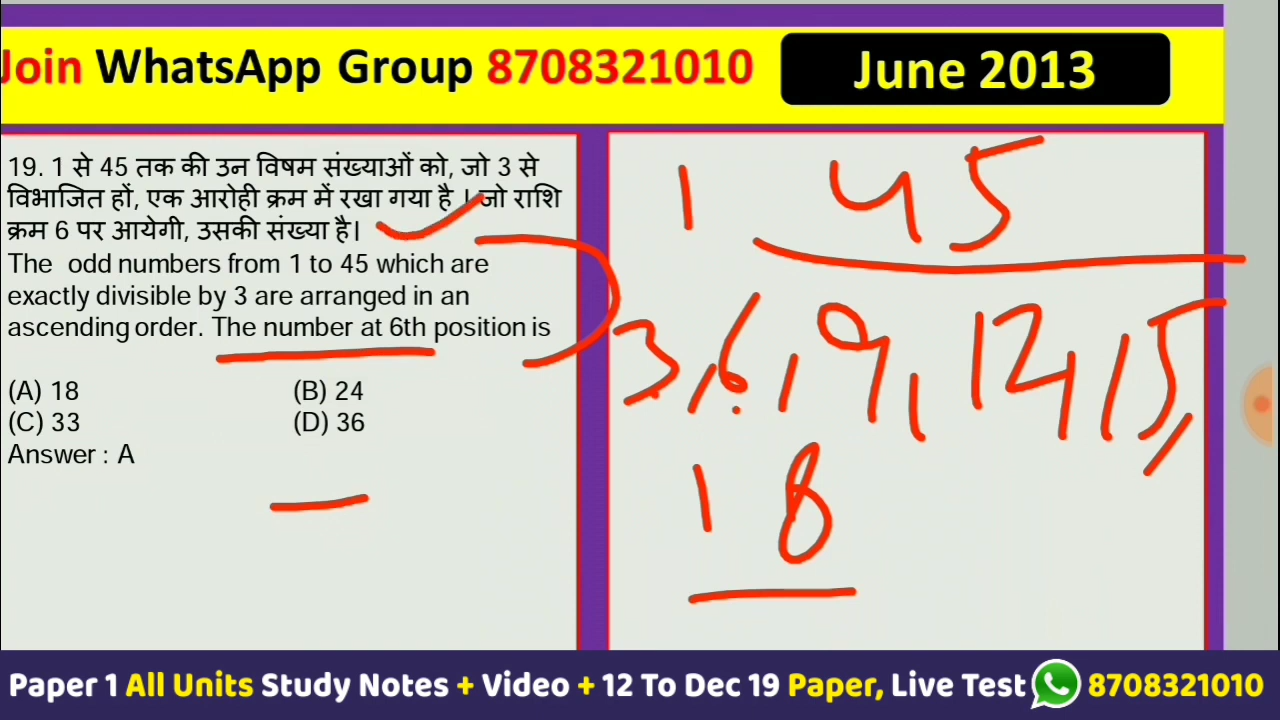 Join WhatsApp Group 8708321010
June 2013
19. 1 से 45 तक की उन विषम संख्याओं को, जो 3 से
विभाजित हों, एक आरोही क्रम में रखा गया है । जो राशि
क्रम 6 पर आयेगी, उसकी संख्या है।
The odd numbers from 1 to 45 which are
exactly divisible by 3 are arranged in an
ascending order. The number at 6th position is
(A) 18 (B) 24
(C) 33 (D) 36
Answer : A
1 45
3, 6, 9, 12, 15,
18
Paper 1 All Units Study Notes + Video + 12 To Dec 19 Paper, Live Test 8708321010